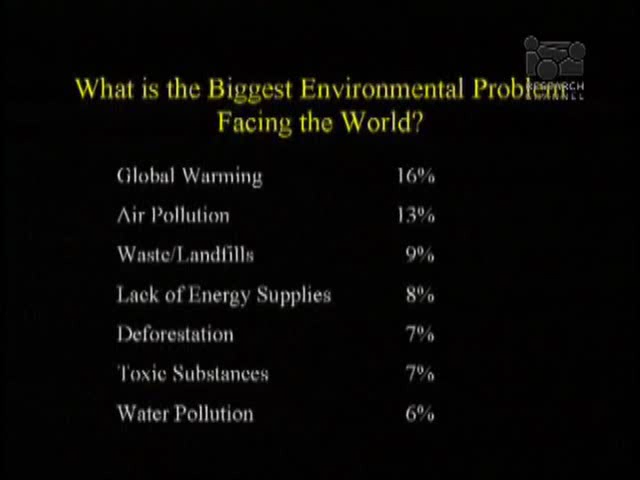 What is the Biggest Environmental Problem
Facing the World?
Global Warming 16%
Air Pollution 13%
Waste/Landfills 9%
Lack of Energy Supplies 8%
Deforestation 7%
Toxic Substances 7%
Water Pollution 6%
RESEARCH
CHANNEL